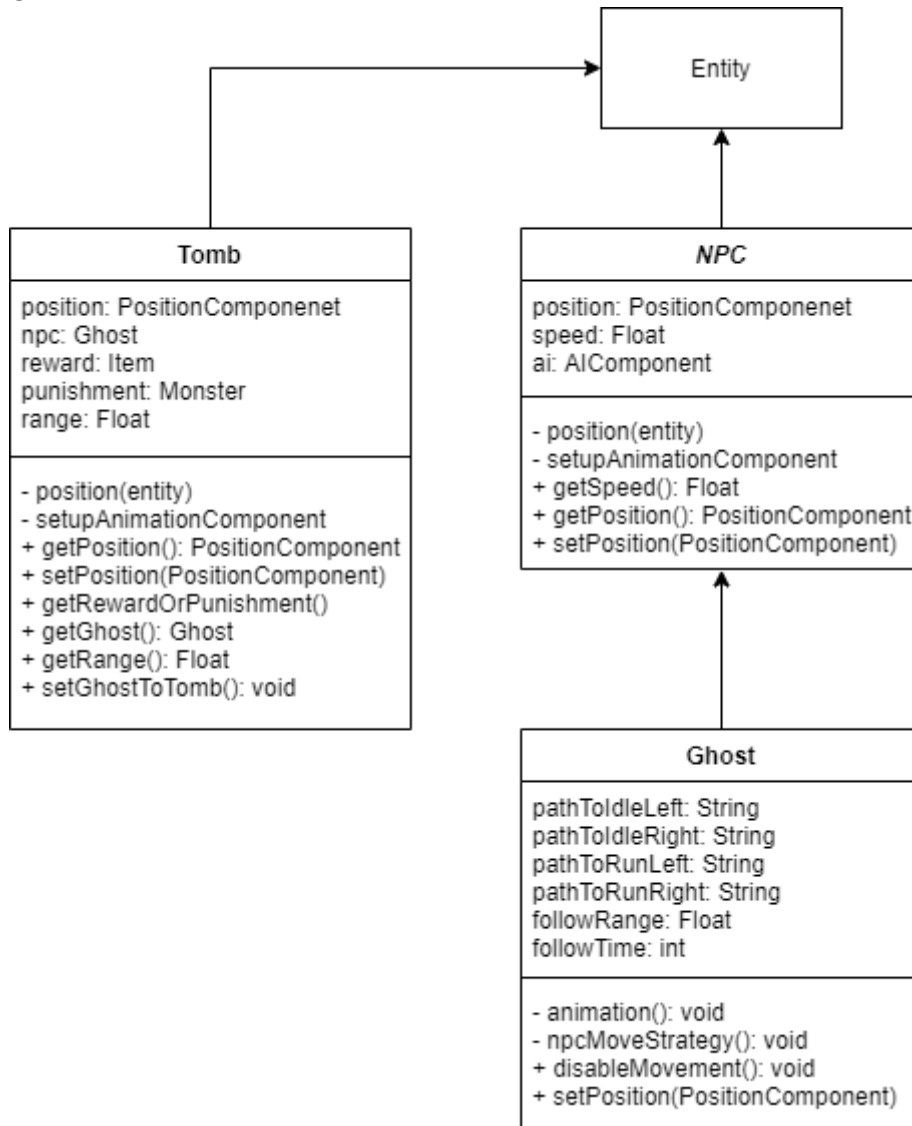 Entity
Tomb
position: PositionComponenet
npc: Ghost
reward: Item
punishment: Monster
range: Float
- position(entity)
- setupAnimationComponent
+ getPosition(): PositionComponent
+ setPosition(PositionComponent)
+ getRewardOrPunishment()
+ getGhost(): Ghost
+ getRange(): Float
+ setGhostToTomb(): void
NPC
position: PositionComponenet
speed: Float
ai: AIComponent
- position(entity)
- setupAnimationComponent
+ getSpeed(): Float
+ getPosition(): PositionComponent
+ setPosition(PositionComponent)
Ghost
pathToIdleLeft: String
pathToIdleRight: String
pathToRunLeft: String
pathToRunRight: String
followRange: Float
followTime: int
- animation(): void
- npcMoveStrategy(): void
+ disableMovement(): void
+ setPosition(PositionComponent)